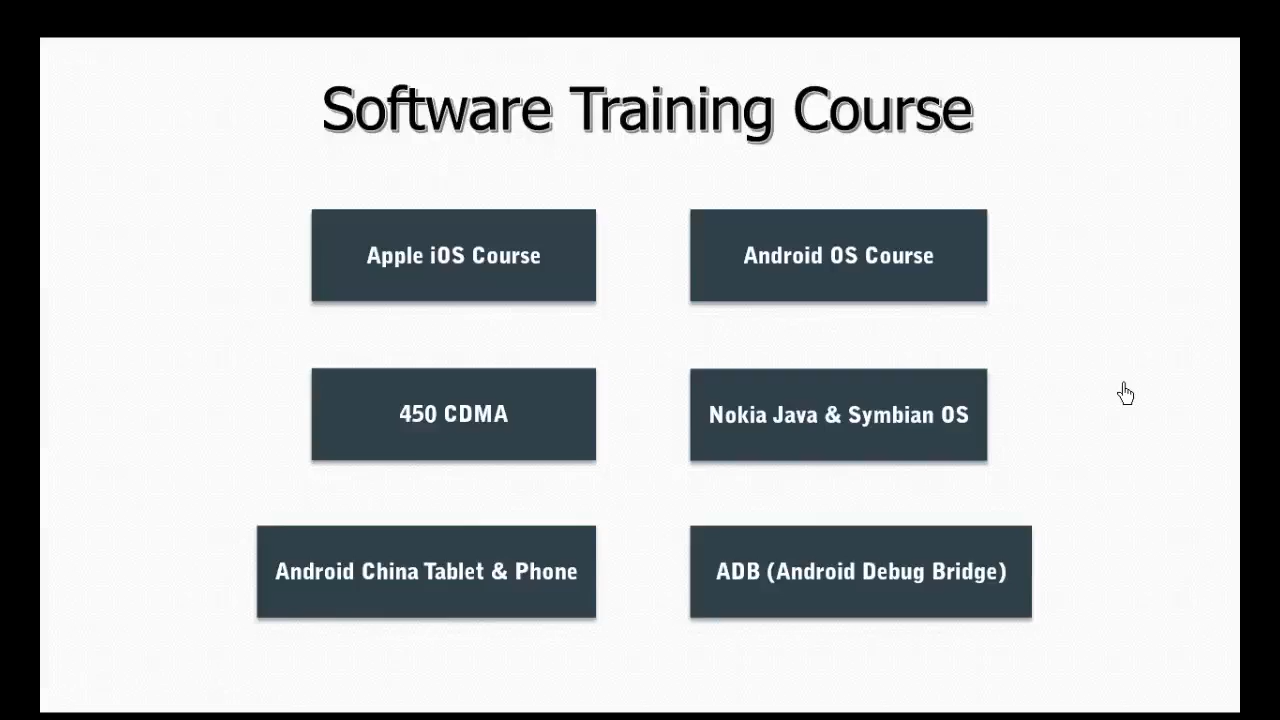 Software Training Course
Apple iOS Course
Android OS Course
450 CDMA
Nokia Java & Symbian OS
Android China Tablet & Phone
ADB (Android Debug Bridge)